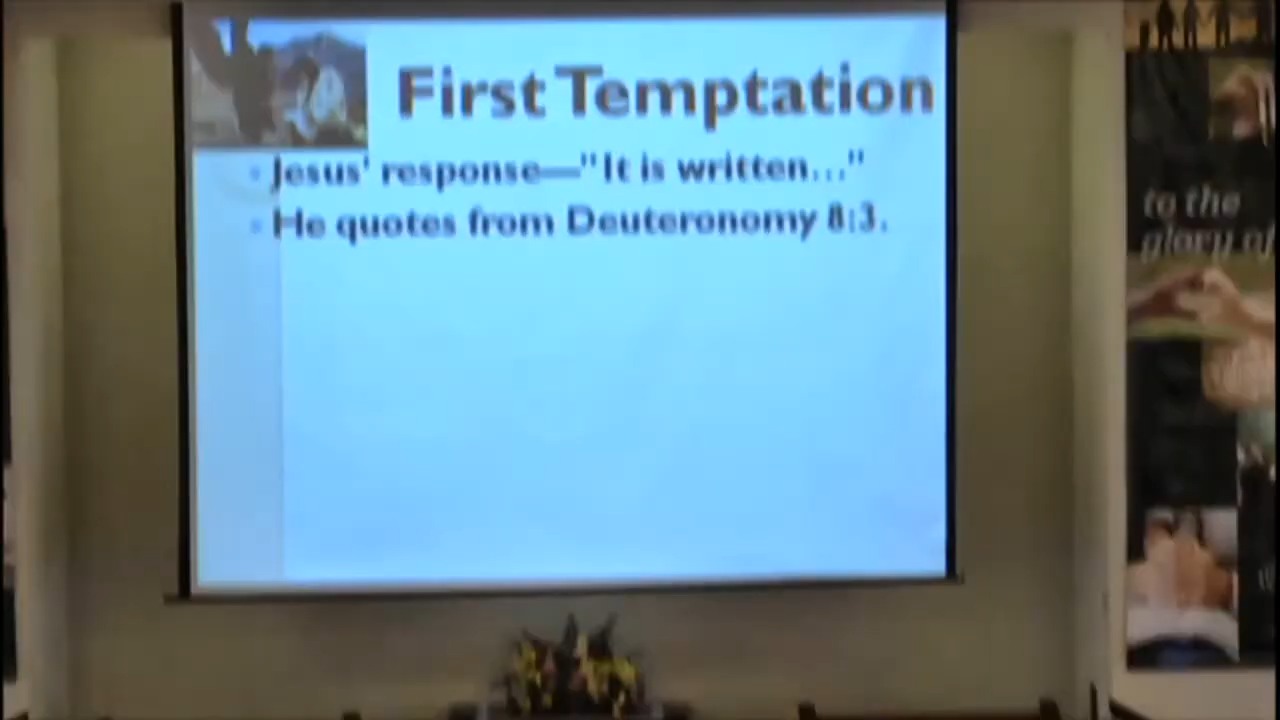 First Temptation
Jesus' response—"It is written..."
He quotes from Deuteronomy 8:3.
to the
glory of